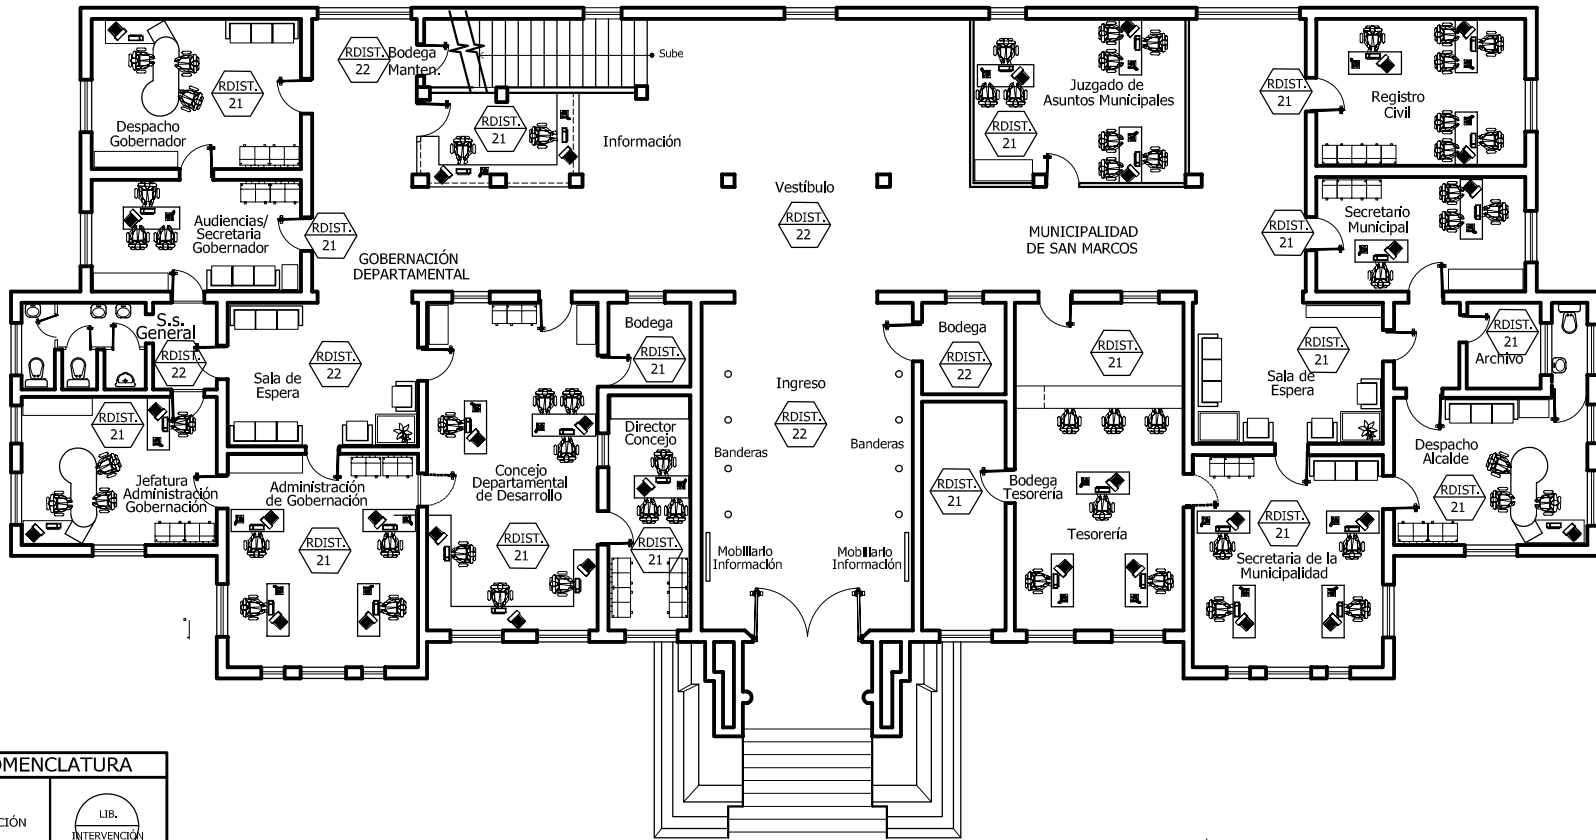 RDIST.
22
Bodega
Manten.
Sube
RDIST.
21
Despacho
Gobernador
RDIST.
21
Información
Juzgado de
Asuntos Municipales
RDIST.
21
RDIST.
21
Registro
Civil
Audiencias/
Secretaria
Gobernador
RDIST.
21
GOBERNACIÓN
DEPARTAMENTAL
Vestíbulo
RDIST.
22
MUNICIPALIDAD
DE SAN MARCOS
RDIST.
21
Secretario
Municipal
S.s.
General
RDIST.
22
Sala de
Espera
RDIST.
22
Bodega
RDIST.
21
Ingreso
RDIST.
22
Bodega
RDIST.
22
RDIST.
21
Sala de
Espera
RDIST.
21
RDIST.
21
Archivo
RDIST.
21
Jefatura
Administración
Gobernación
Administración
de Gobernación
RDIST.
21
Concejo
Departamental
de Desarrollo
RDIST.
21
Director
Concejo
RDIST.
21
Banderas
Banderas
Mobiliario
Información
Mobiliario
Información
RDIST.
21
Bodega
Tesorería
Tesorería
RDIST.
21
Secretaria de la
Municipalidad
Despacho
Alcalde
RDIST.
21
OMENCLATURA
CIÓN
LIB.
INTERVENCIÓN